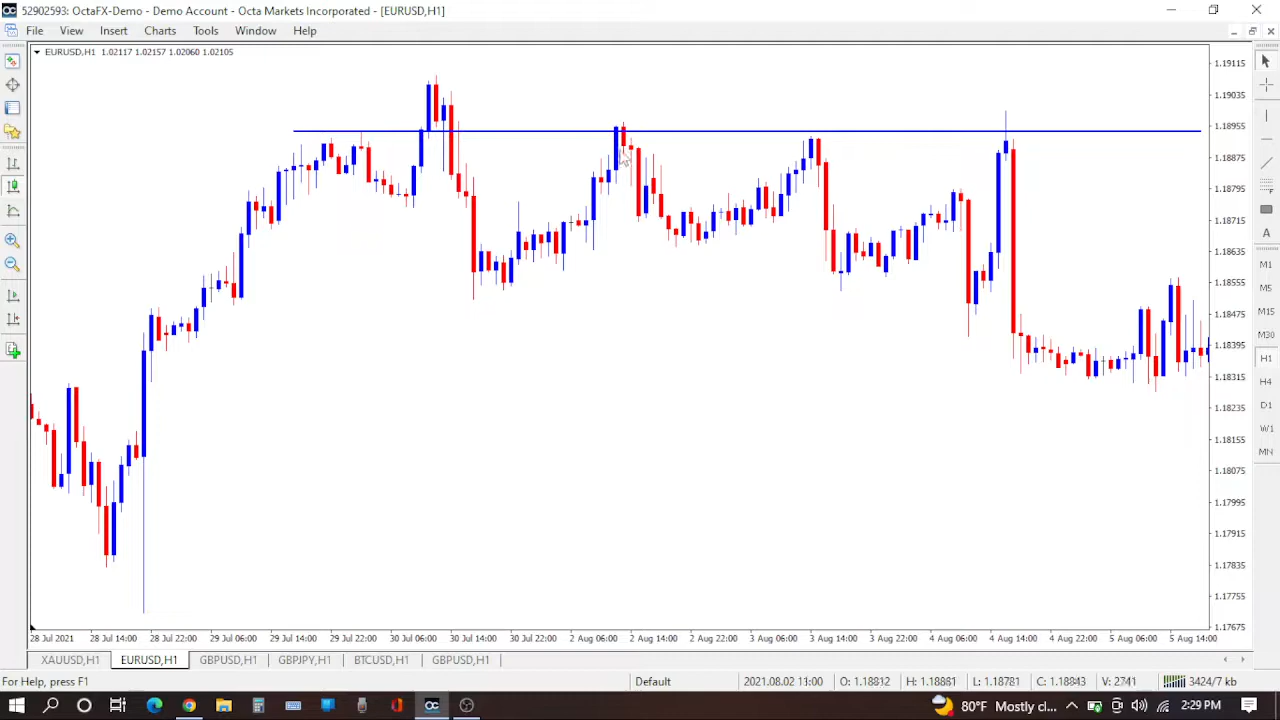 52902593: OctaFX-Demo - Demo Account - Octa Markets Incorporated - [EURUSD,H1]
File View Insert Charts Tools Window Help
EURUSD,H1 1.02117 1.02157 1.02060 1.02105
1.19115
1.19035
1.18955
1.18875
1.18795
1.18715
1.18635
1.18555
1.18475
1.18395
1.18315
1.18235
1.18155
1.18075
1.17995
1.17915
1.17835
1.17755
1.17675
A
M1
M5
M15
M30
H1
H4
D1
W1
MN
28 Jul 2021 28 Jul 14:00 28 Jul 22:00 29 Jul 06:00 29 Jul 14:00 29 Jul 22:00 30 Jul 06:00 30 Jul 14:00 30 Jul 22:00 2 Aug 06:00 2 Aug 14:00 2 Aug 22:00 3 Aug 06:00 3 Aug 14:00 3 Aug 22:00 4 Aug 06:00 4 Aug 14:00 4 Aug 22:00 5 Aug 06:00 5 Aug 14:00
XAUUSD,H1 EURUSD,H1 GBPUSD,H1 GBPJPY,H1 BTCUSD,H1 GBPUSD,H1
For Help, press F1 Default 2021.08.02 13:00 O: 1.18812 H: 1.18881 L: 1.18781 C: 1.18843 V: 2741 3424/7 kb
80°F Mostly cl... 2:29 PM